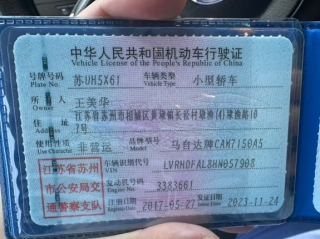 中华人民共和国机动车行驶证
Vehicle License of the People's Republic of China
号牌号码 苏UH5X61 车辆类型 小型轿车
Plate No. Vehicle Type
所有人 王美华
Owner
住址 江苏省苏州市相城区黄埭镇长泾村
Address
使用性质 非营运 品牌型号 马自达牌CAM7150A5
Use Character Model
江苏省苏州市公安局交通警察支队
车辆识别代号
VIN
发动机号码 3383661
Engine No.
注册日期 2017-05-27 发证日期 2023-11-24
Register Date Issue Date